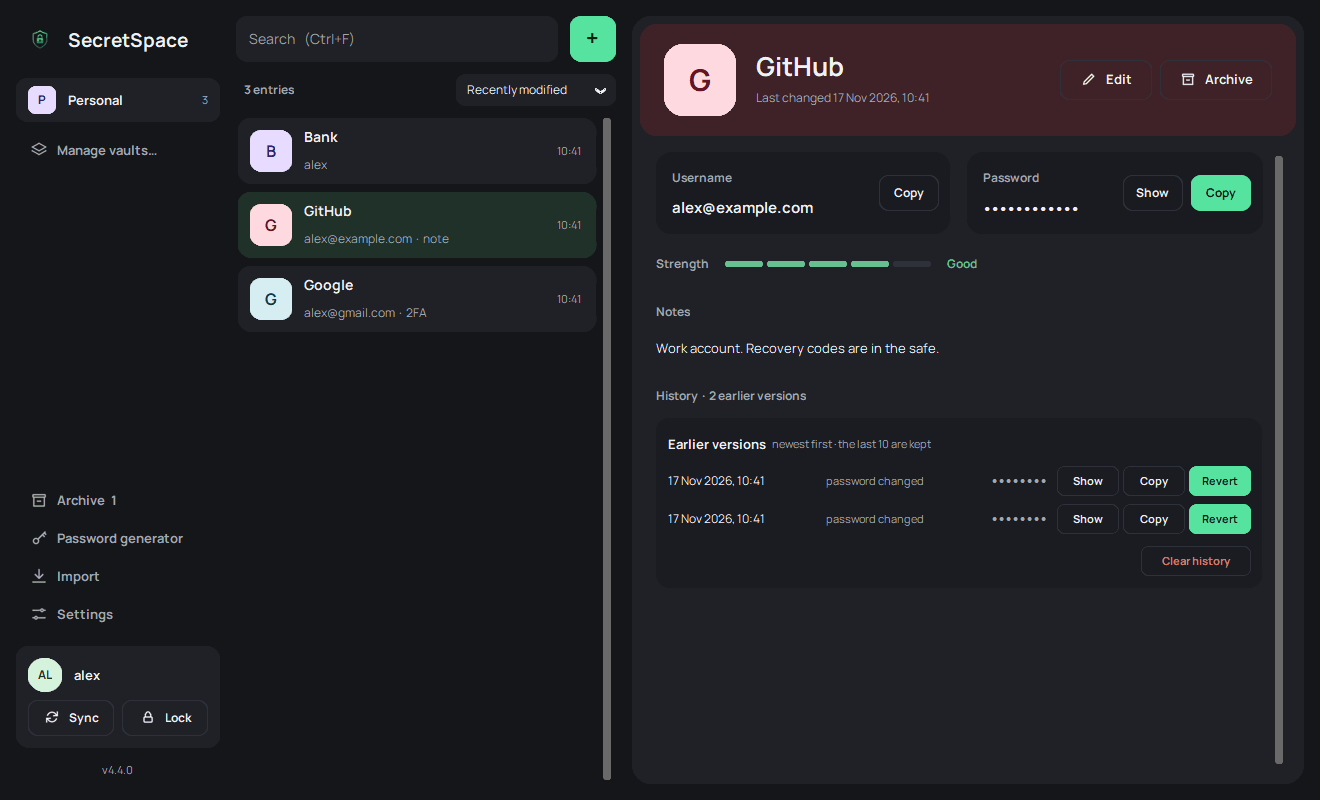 SecretSpace
P Personal 3
Manage vaults...
Archive 1
Password generator
Import
Settings
AL alex
Sync Lock
v4.4.0
Search (Ctrl+F) +
3 entries Recently modified
B Bank 10:41
alex
G GitHub 10:41
alex@example.com · note
G Google 10:41
alex@gmail.com · 2FA
G GitHub Edit Archive
Last changed 17 Nov 2026, 10:41
Username Copy
alex@example.com
Password Show Copy
••••••••••••
Strength Good
Notes
Work account. Recovery codes are in the safe.
History · 2 earlier versions
Earlier versions newest first · the last 10 are kept
17 Nov 2026, 10:41 password changed •••••••• Show Copy Revert
17 Nov 2026, 10:41 password changed •••••••• Show Copy Revert
Clear history